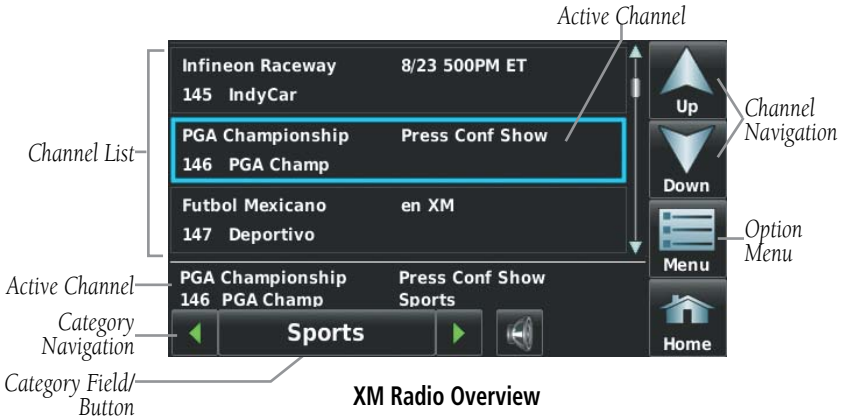 Active Channel
Infineon Raceway 8/23 500PM ET
145 IndyCar
Up
Channel
Navigation
PGA Championship Press Conf Show
146 PGA Champ
Channel List
Down
Futbol Mexicano en XM
147 Deportivo
Option
Menu
Menu
Active Channel
PGA Championship Press Conf Show
146 PGA Champ Sports
Category
Navigation
Sports
Home
Category Field/
Button
XM Radio Overview